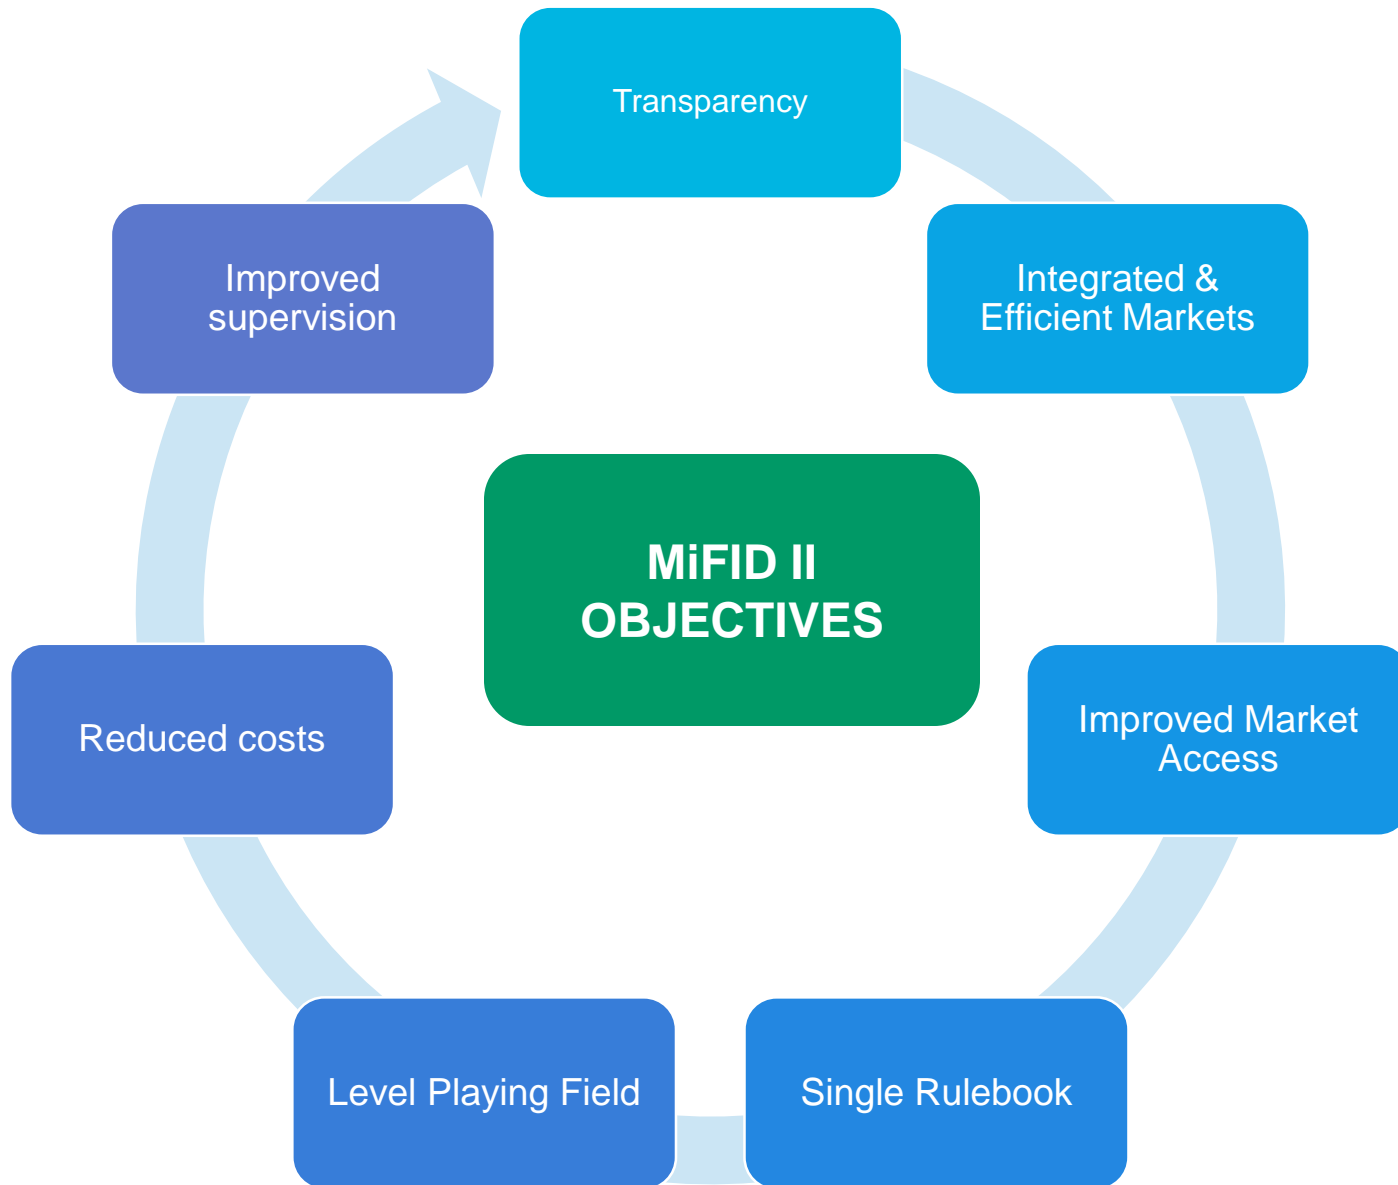 Transparency
Integrated &
Efficient Markets
Improved Market
Access
Single Rulebook
Level Playing Field
Reduced costs
Improved
supervision
MiFID II
OBJECTIVES